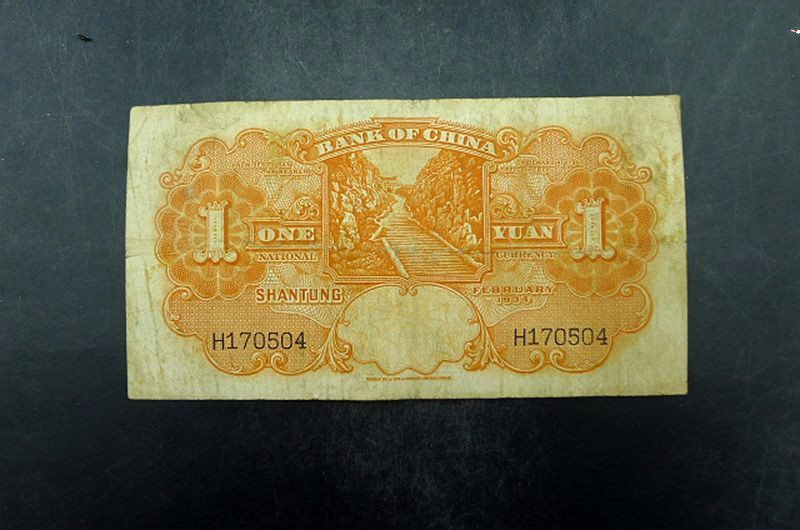 BANK OF CHINA
1 ONE YUAN 1
NATIONAL CURRENCY
SHANTUNG FEBRUARY
1934
H170504 H170504